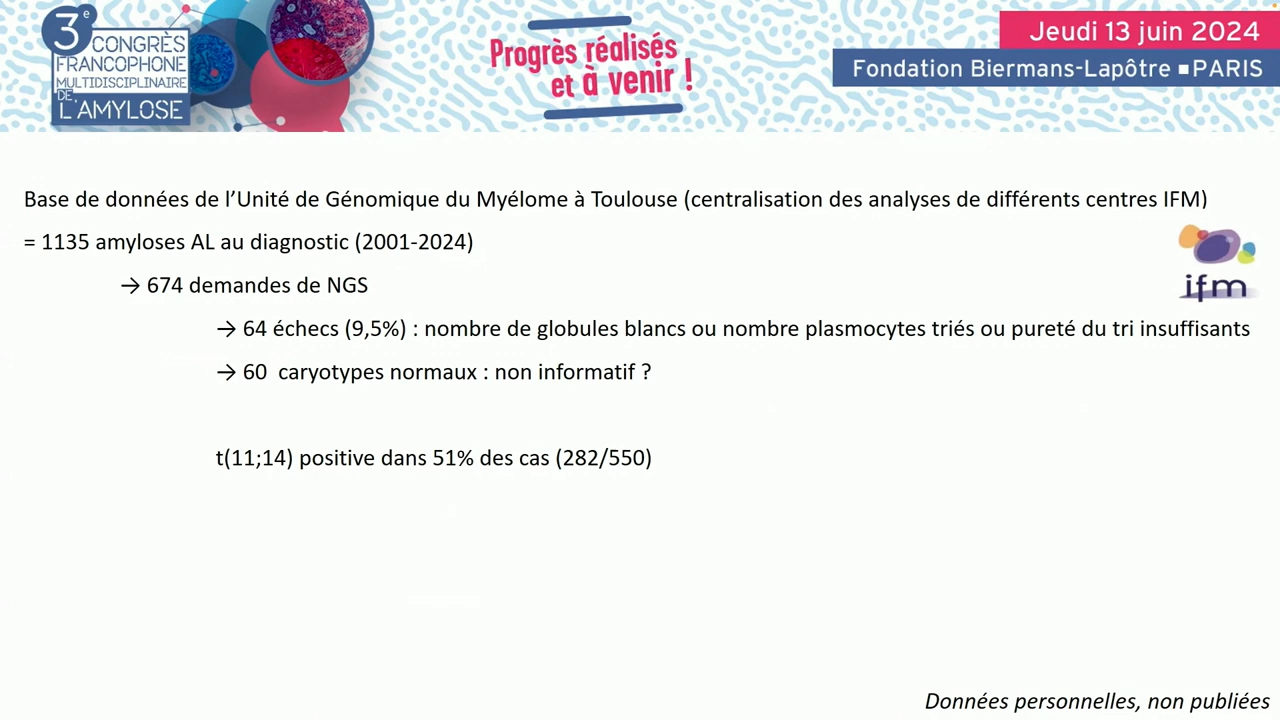 3e
CONGRÈS
FRANCOPHONE
MULTIDISCIPLINAIRE
DE
L'AMYLOSE
Progrès réalisés
et à venir !
Jeudi 13 juin 2024
Fondation Biermans-Lapôtre ■ PARIS
Base de données de l’Unité de Génomique du Myélome à Toulouse (centralisation des analyses de différents centres IFM)
= 1135 amyloses AL au diagnostic (2001-2024)
→ 674 demandes de NGS
→ 64 échecs (9,5%) : nombre de globules blancs ou nombre plasmocytes triés ou pureté du tri insuffisants
→ 60 caryotypes normaux : non informatif ?
t(11;14) positive dans 51% des cas (282/550)
ifm
Données personnelles, non publiées